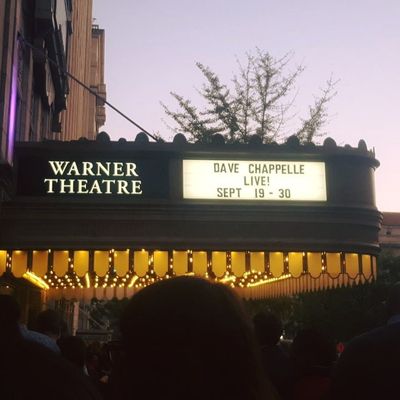 WARNER
THEATRE
DAVE CHAPPELLE
LIVE!
SEPT 19 - 30